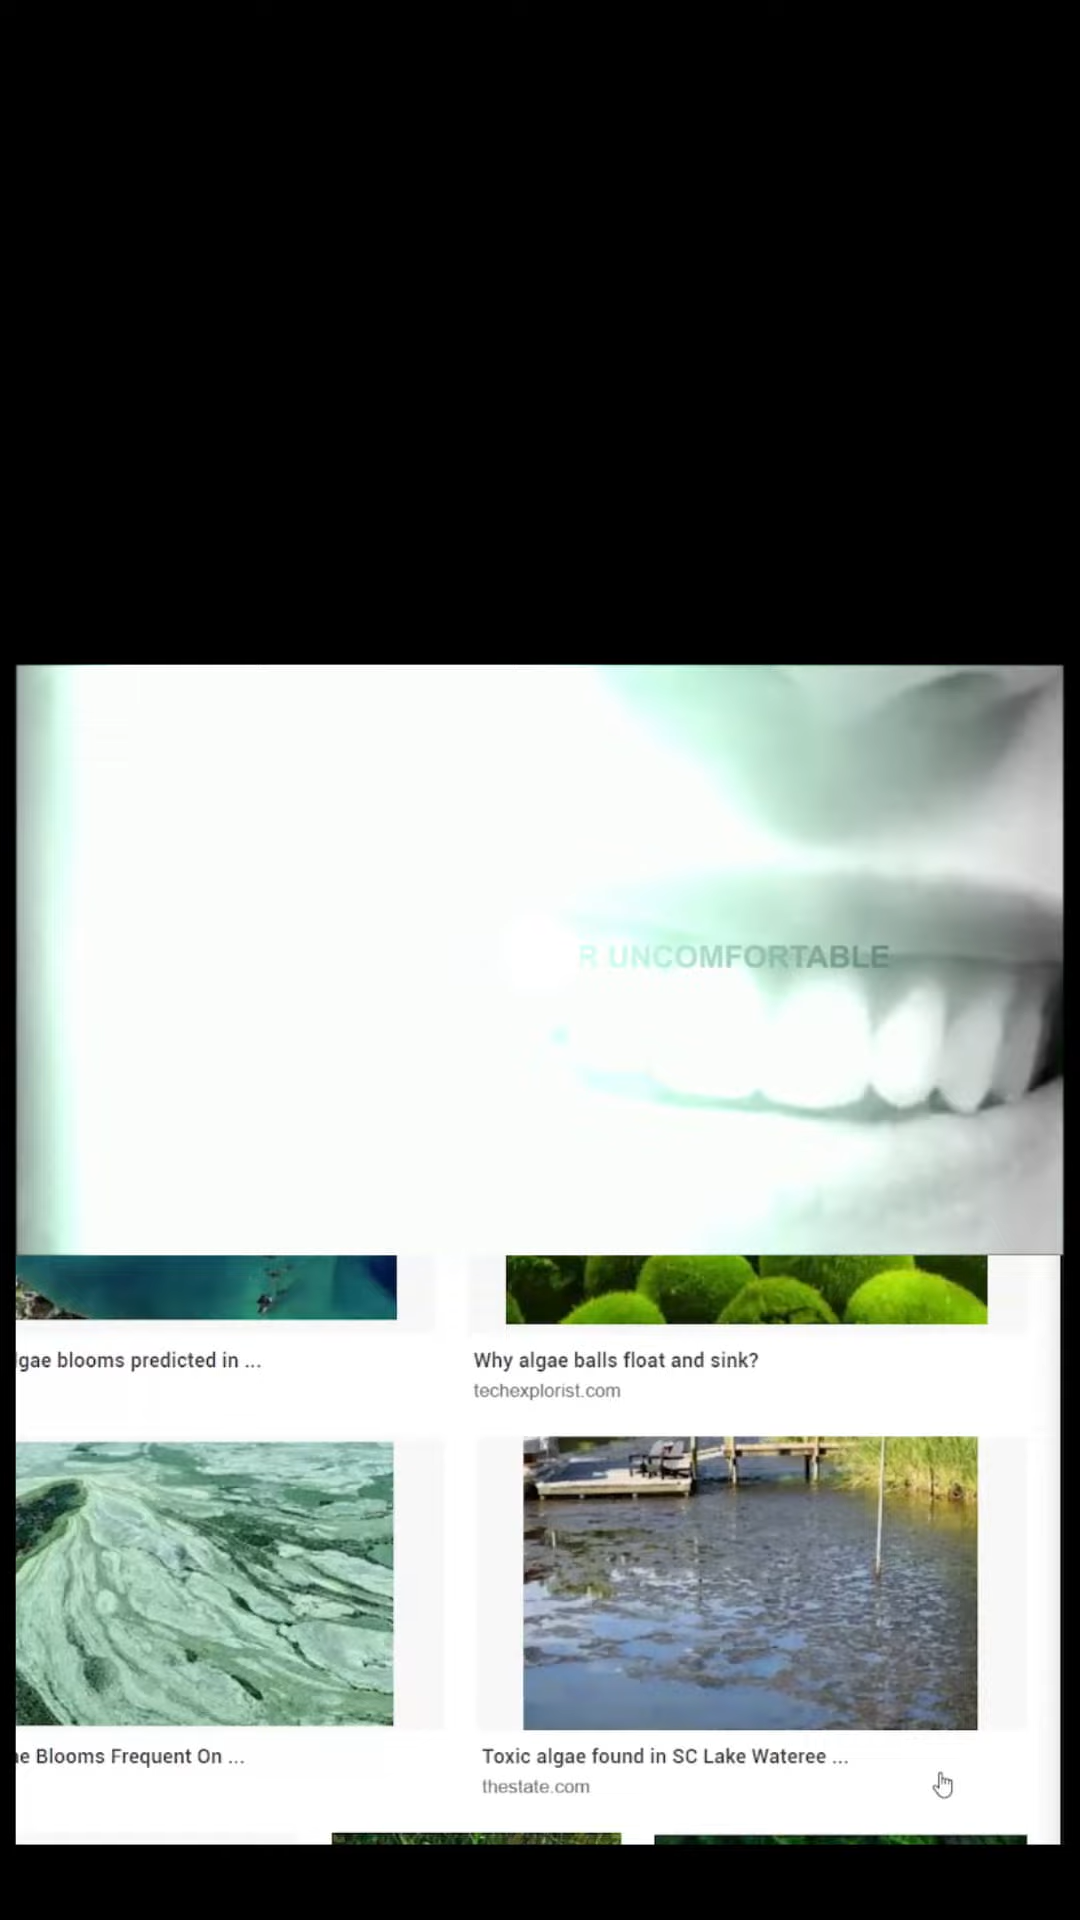 R UNCOMFORTABLE
lgae blooms predicted in ...
Why algae balls float and sink?
techexplorist.com
e Blooms Frequent On ...
Toxic algae found in SC Lake Wateree ...
thestate.com